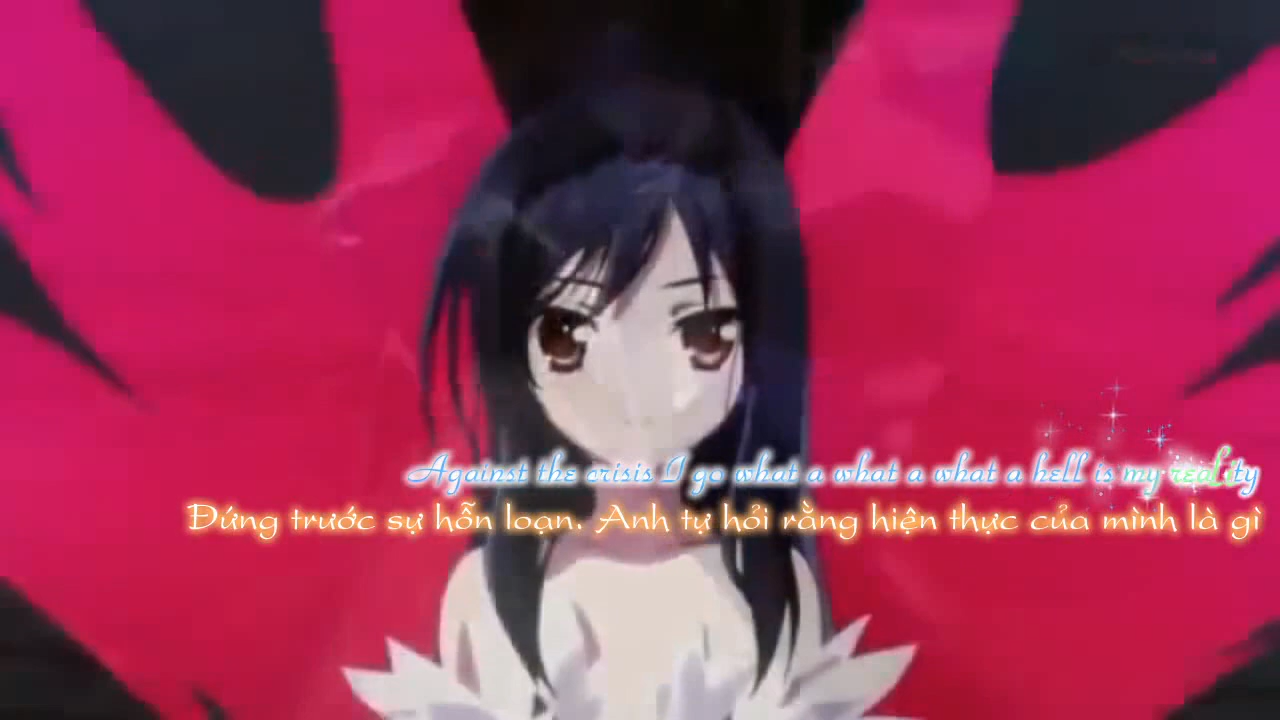 Against the crisis I go what a what a what a hell is my reality
Đứng trước sự hỗn loạn. Anh tự hỏi rằng hiện thực của mình là gì